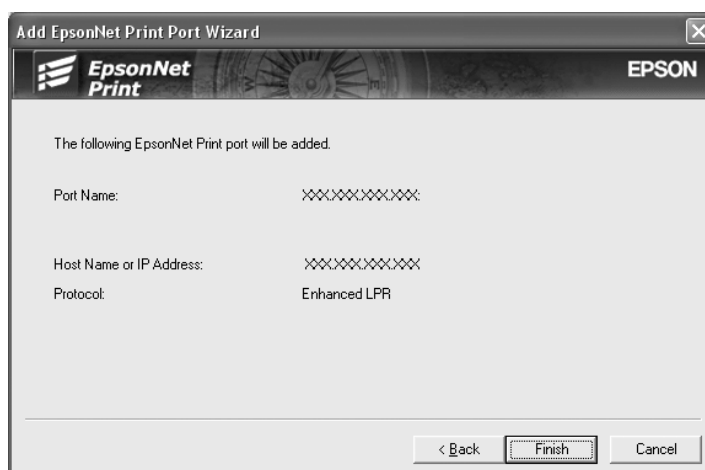 Add EpsonNet Print Port Wizard
EpsonNet
Print
EPSON
The following EpsonNet Print port will be added.
Port Name: XXX.XXX.XXX.XXX:
Host Name or IP Address: XXX.XXX.XXX.XXX
Protocol: Enhanced LPR
< Back Finish Cancel